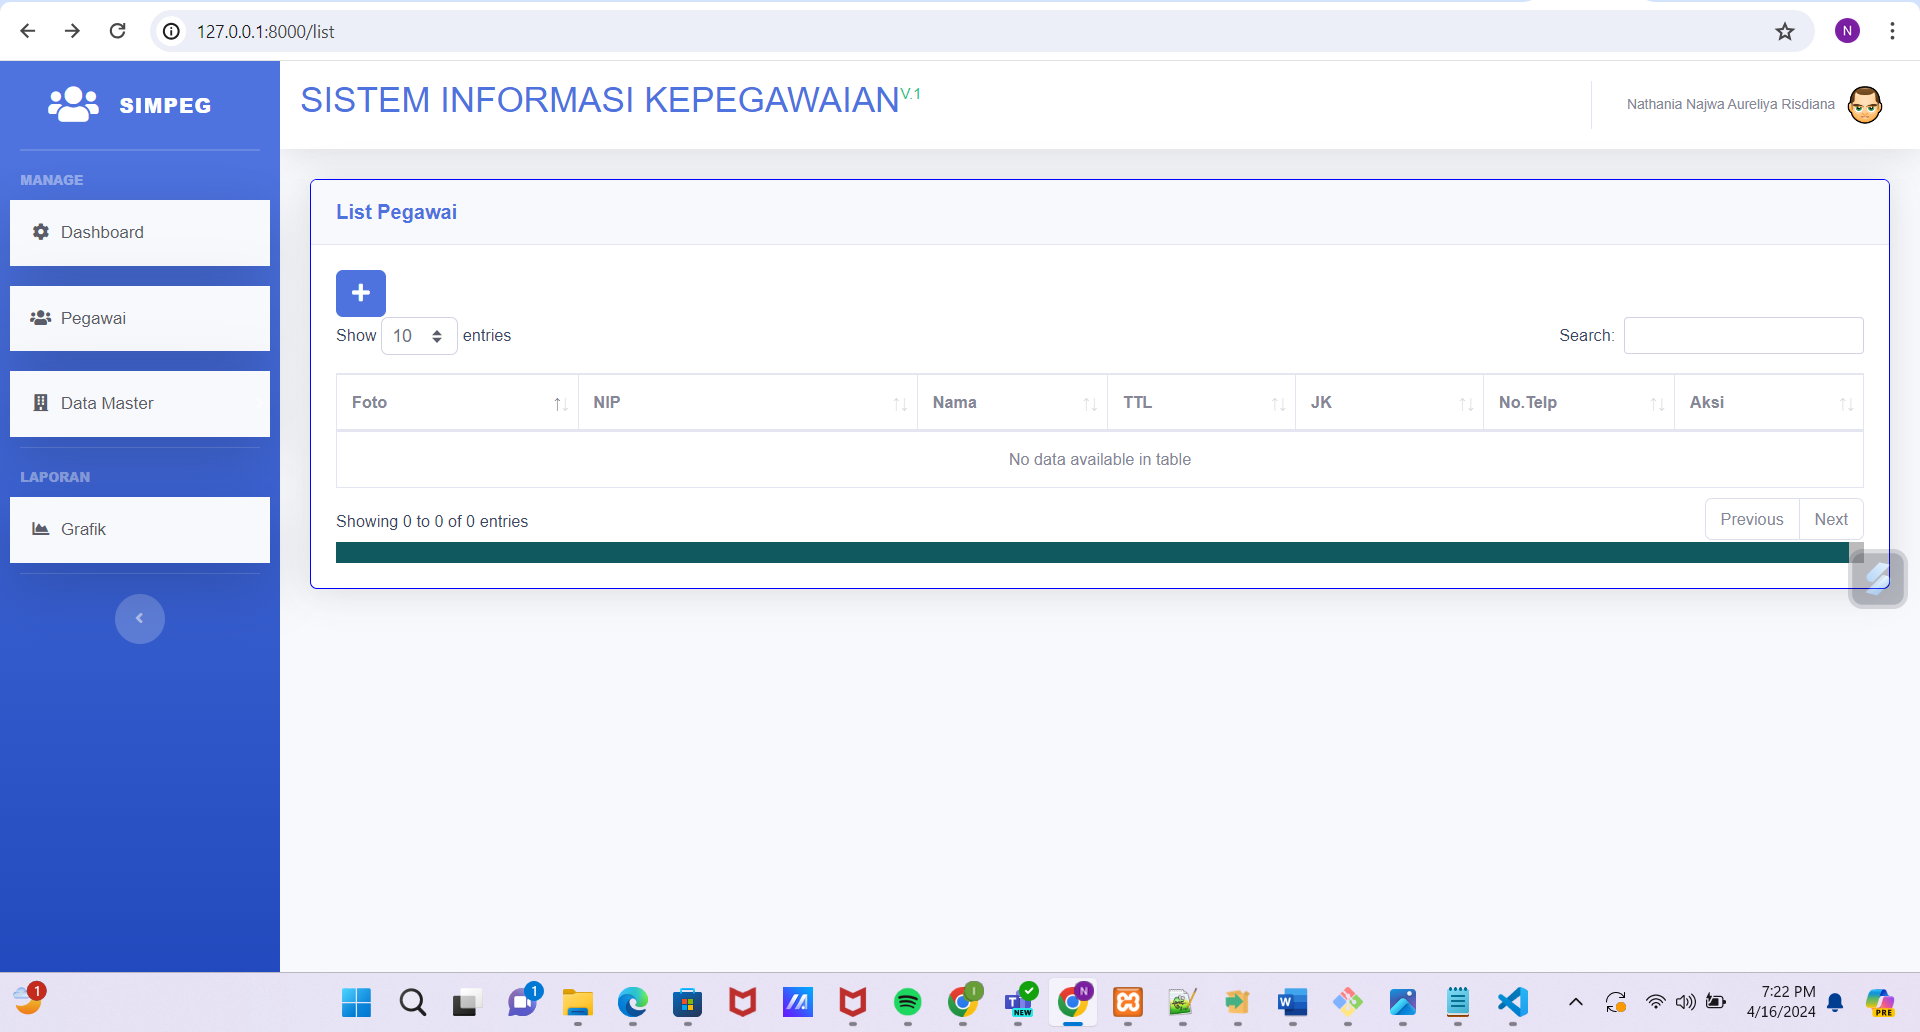 127.0.0.1:8000/list
N
SIMPEG
SISTEM INFORMASI KEPEGAWAIANV.1
Nathania Najwa Aureliya Risdiana
MANAGE
Dashboard
Pegawai
Data Master
LAPORAN
Grafik
List Pegawai
Show 10 entries
Search:
Foto NIP Nama TTL JK No.Telp Aksi
No data available in table
Showing 0 to 0 of 0 entries
Previous Next
1
1
I
T
NEW
N
W
7:22 PM
4/16/2024
PRE